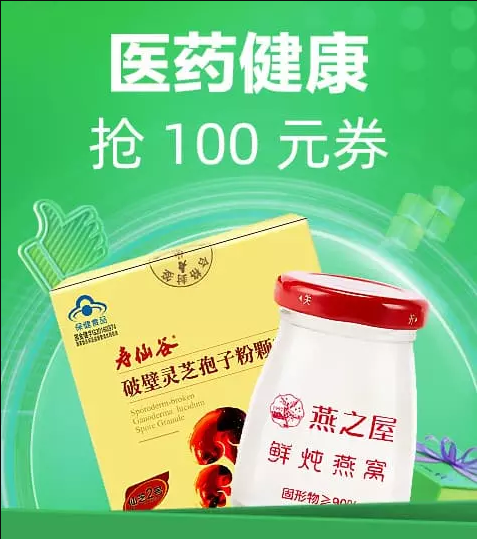 医药健康
抢 100 元券
保健食品
寿仙谷
破壁灵芝孢子粉颗
Sporoderm-broken
Ganoderma lucidum
Spore Granule
关
开
燕之屋
鲜炖燕窝
固形物≥90%